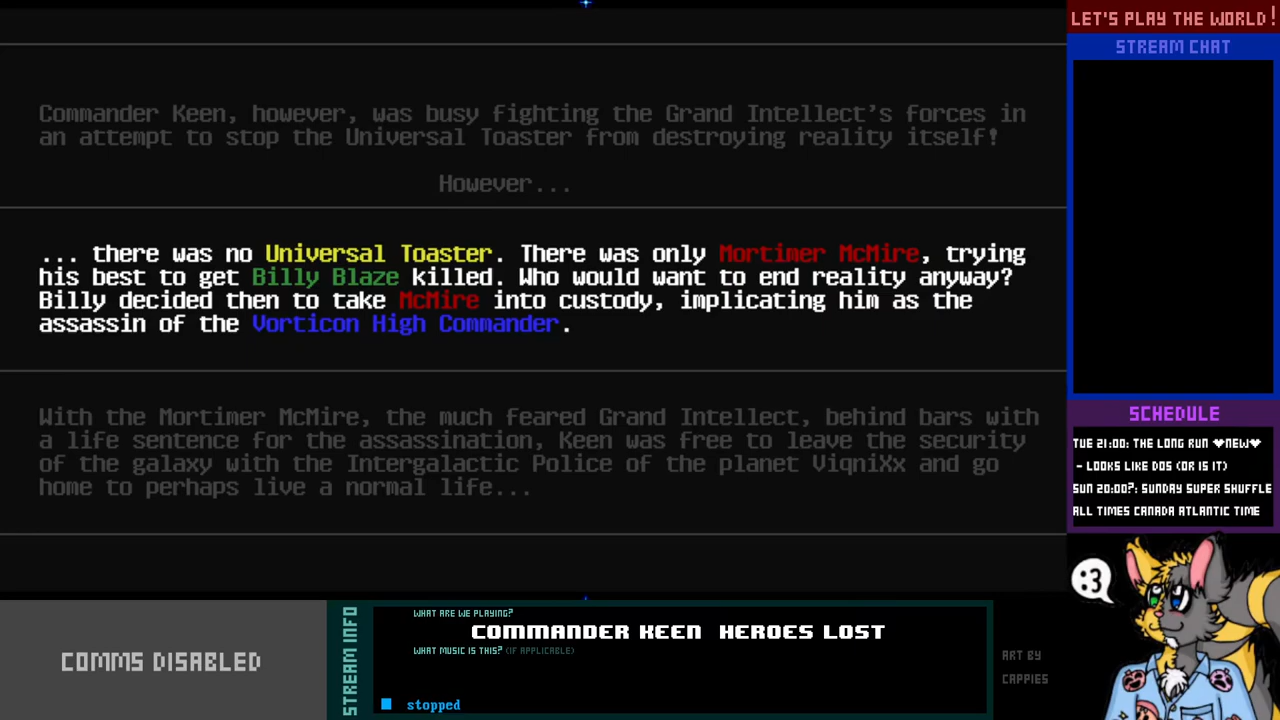 LET'S PLAY THE WORLD!
STREAM CHAT
Commander Keen, however, was busy fighting the Grand Intellect's forces in
an attempt to stop the Universal Toaster from destroying reality itself!
However...
... there was no Universal Toaster. There was only Mortimer McMire, trying
his best to get Billy Blaze killed. Who would want to end reality anyway?
Billy decided then to take McMire into custody, implicating him as the
assassin of the Vorticon High Commander.
With the Mortimer McMire, the much feared Grand Intellect, behind bars with
a life sentence for the assassination, Keen was free to leave the security
of the galaxy with the Intergalactic Police of the planet ViqniXx and go
home to perhaps live a normal life...
SCHEDULE
TUE 21:00: THE LONG RUN ♥NEW♥
- LOOKS LIKE DOS (OR IS IT)
SUN 20:00?: SUNDAY SUPER SHUFFLE
ALL TIMES CANADA ATLANTIC TIME
:3
COMMS DISABLED
STREAM INFO
WHAT ARE WE PLAYING?
COMMANDER KEEN HEROES LOST
WHAT MUSIC IS THIS? (IF APPLICABLE)
stopped
ART BY
CAPPIES